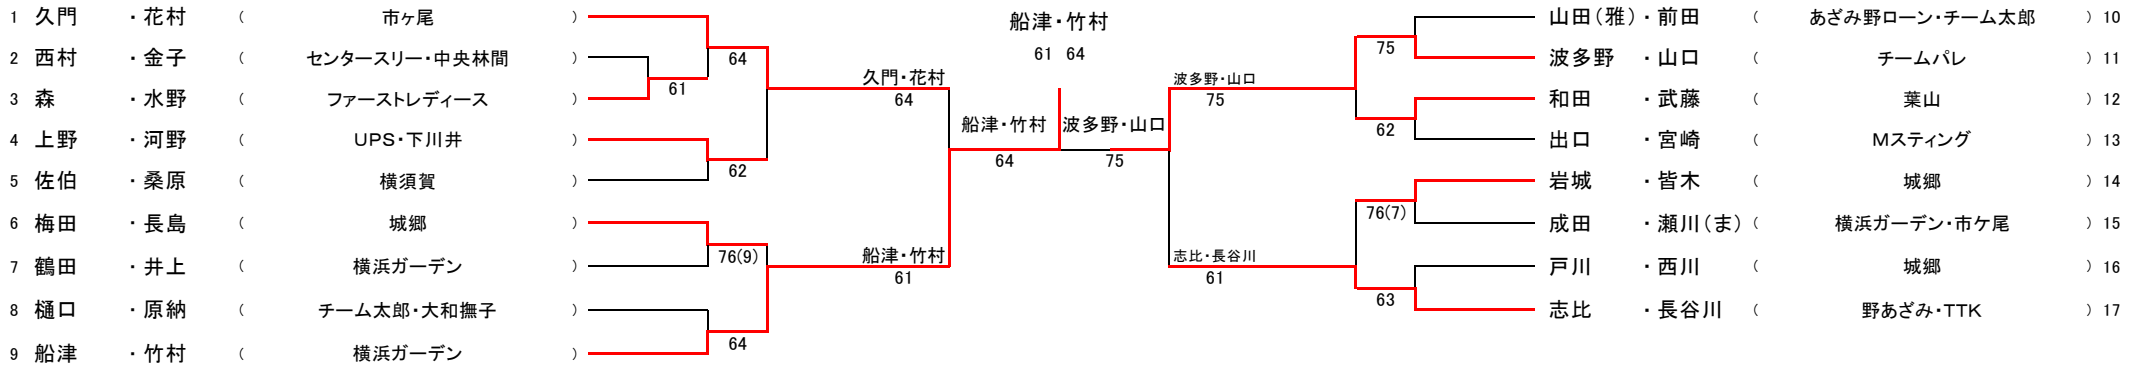 1 久門 ・花村 ( 市ヶ尾 )
2 西村 ・金子 ( センタースリー・中央林間 )
3 森 ・水野 ( ファーストレディース )
4 上野 ・河野 ( UPS・下川井 )
5 佐伯 ・桑原 ( 横須賀 )
6 梅田 ・長島 ( 城郷 )
7 鶴田 ・井上 ( 横浜ガーデン )
8 樋口 ・原納 ( チーム太郎・大和撫子 )
9 船津 ・竹村 ( 横浜ガーデン )
64
61
62
76(9)
64
久門・花村
64
船津・竹村
61
船津・竹村
64
船津・竹村
61 64
波多野・山口
75
波多野・山口
75
志比・長谷川
61
75
62
76(7)
63
山田(雅)・前田 ( あざみ野ローン・チーム太郎 ) 10
波多野 ・山口 ( チームパレ ) 11
和田 ・武藤 ( 葉山 ) 12
出口 ・宮崎 ( Mスティング ) 13
岩城 ・皆木 ( 城郷 ) 14
成田 ・瀬川(ま) ( 横浜ガーデン・市ケ尾 ) 15
戸川 ・西川 ( 城郷 ) 16
志比 ・長谷川 ( 野あざみ・TTK ) 17